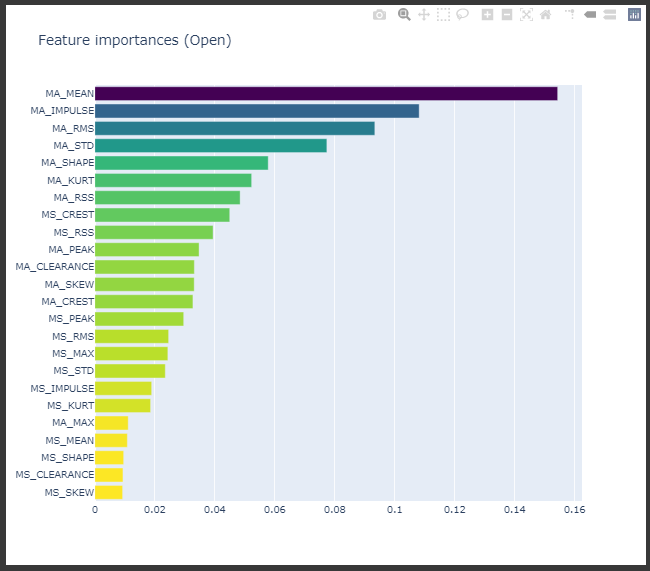 Feature importances (Open)
MA_MEAN
MA_IMPULSE
MA_RMS
MA_STD
MA_SHAPE
MA_KURT
MA_RSS
MS_CREST
MS_RSS
MA_PEAK
MA_CLEARANCE
MA_SKEW
MA_CREST
MS_PEAK
MS_RMS
MS_MAX
MS_STD
MS_IMPULSE
MS_KURT
MA_MAX
MS_MEAN
MS_SHAPE
MS_CLEARANCE
MS_SKEW
0 0.02 0.04 0.06 0.08 0.1 0.12 0.14 0.16